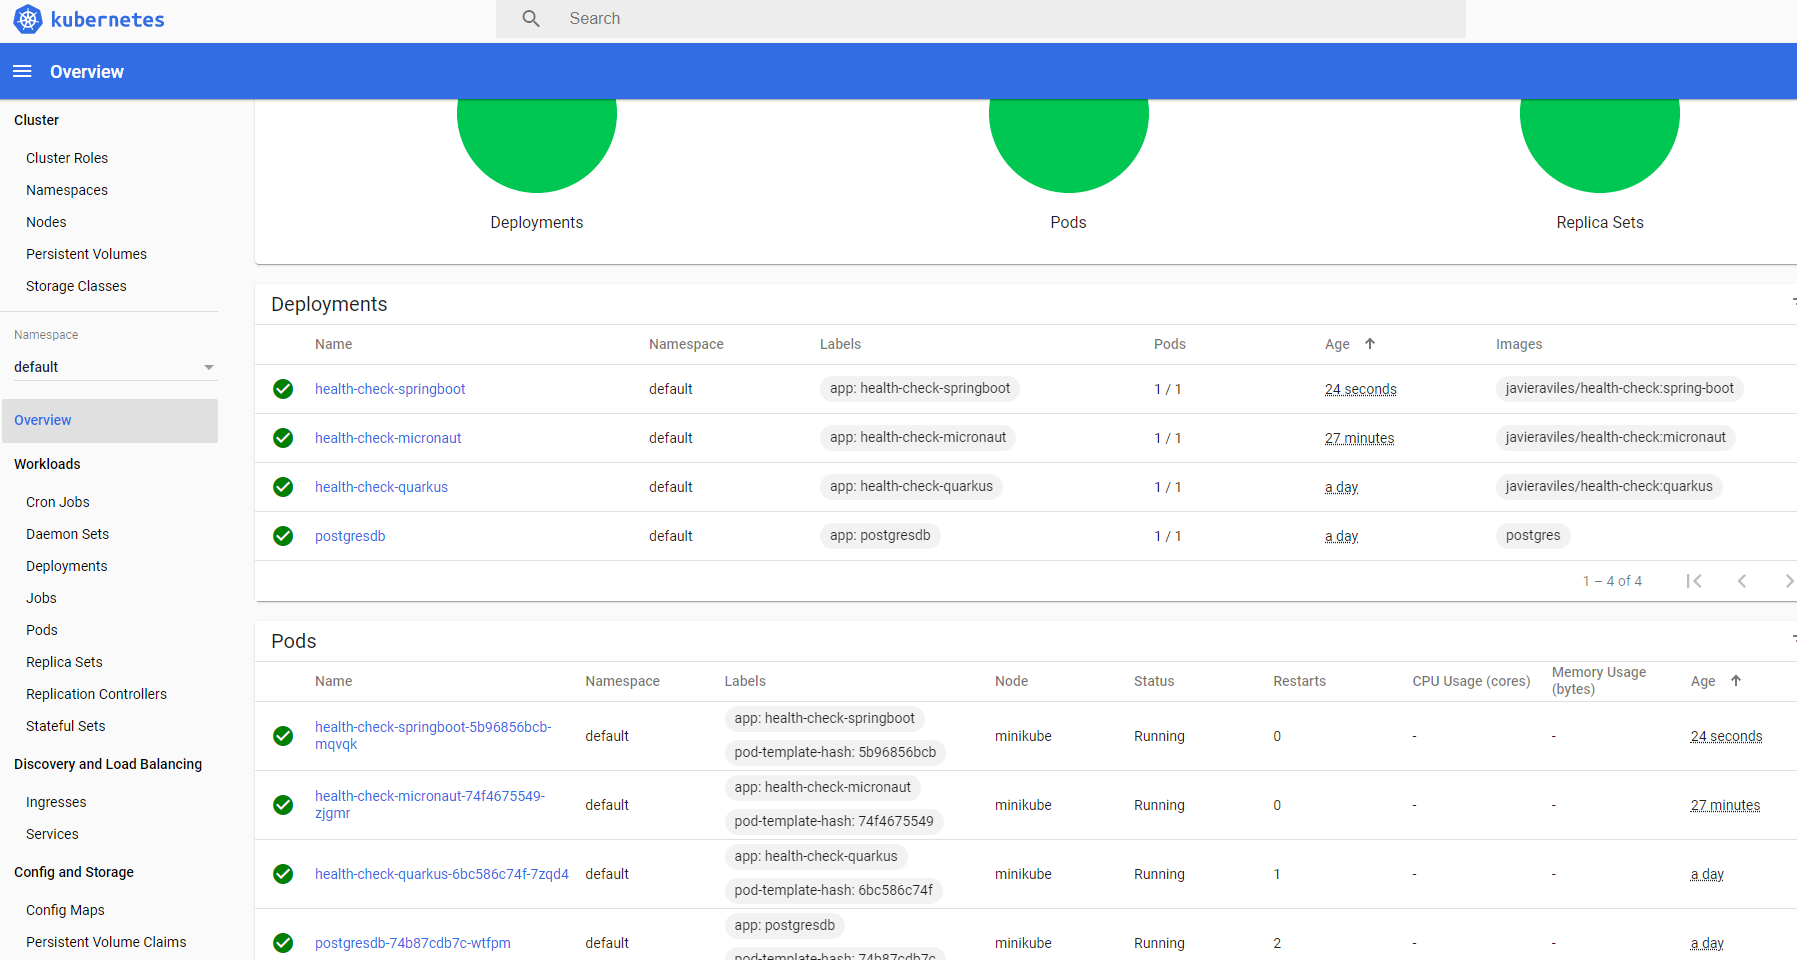 kubernetes
Search
Overview
Cluster
Cluster Roles
Namespaces
Nodes
Persistent Volumes
Storage Classes
Namespace
default
Overview
Workloads
Cron Jobs
Daemon Sets
Deployments
Jobs
Pods
Replica Sets
Replication Controllers
Stateful Sets
Discovery and Load Balancing
Ingresses
Services
Config and Storage
Config Maps
Persistent Volume Claims
Deployments Pods Replica Sets
Deployments
Name Namespace Labels Pods Age Images
health-check-springboot default app: health-check-springboot 1 / 1 24 seconds javieraviles/health-check:spring-boot
health-check-micronaut default app: health-check-micronaut 1 / 1 27 minutes javieraviles/health-check:micronaut
health-check-quarkus default app: health-check-quarkus 1 / 1 a day javieraviles/health-check:quarkus
postgresdb default app: postgresdb 1 / 1 a day postgres
1 – 4 of 4
Pods
Name Namespace Labels Node Status Restarts CPU Usage (cores) Memory Usage
(bytes) Age
app: health-check-springboot
health-check-springboot-5b96856bcb-
mqvqk default minikube Running 0 - - 24 seconds
pod-template-hash: 5b96856bcb
app: health-check-micronaut
health-check-micronaut-74f4675549-
zjgmr default minikube Running 0 - - 27 minutes
pod-template-hash: 74f4675549
app: health-check-quarkus
health-check-quarkus-6bc586c74f-7zqd4 default minikube Running 1 - - a day
pod-template-hash: 6bc586c74f
app: postgresdb
postgresdb-74b87cdb7c-wtfpm default minikube Running 2 - - a day
pod-template-hash: 74b87cdb7c